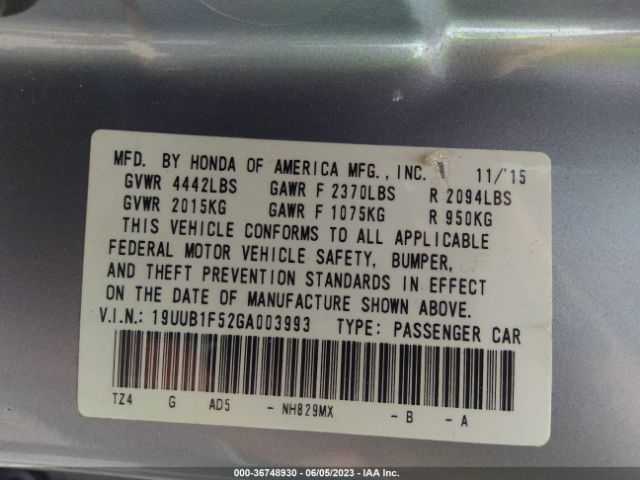 MFD. BY HONDA OF AMERICA MFG., INC. 11/'15
GVWR 4442LBS GAWR F 2370LBS R 2094LBS
GVWR 2015KG GAWR F 1075KG R 950KG
THIS VEHICLE CONFORMS TO ALL APPLICABLE
FEDERAL MOTOR VEHICLE SAFETY, BUMPER,
AND THEFT PREVENTION STANDARDS IN EFFECT
ON THE DATE OF MANUFACTURE SHOWN ABOVE.
V.I.N.: 19UUB1F52GA003993 TYPE: PASSENGER CAR
TZ4 G AD5 - NH829MX - B - A
000-36748930 - 06/05/2023 - IAA Inc.